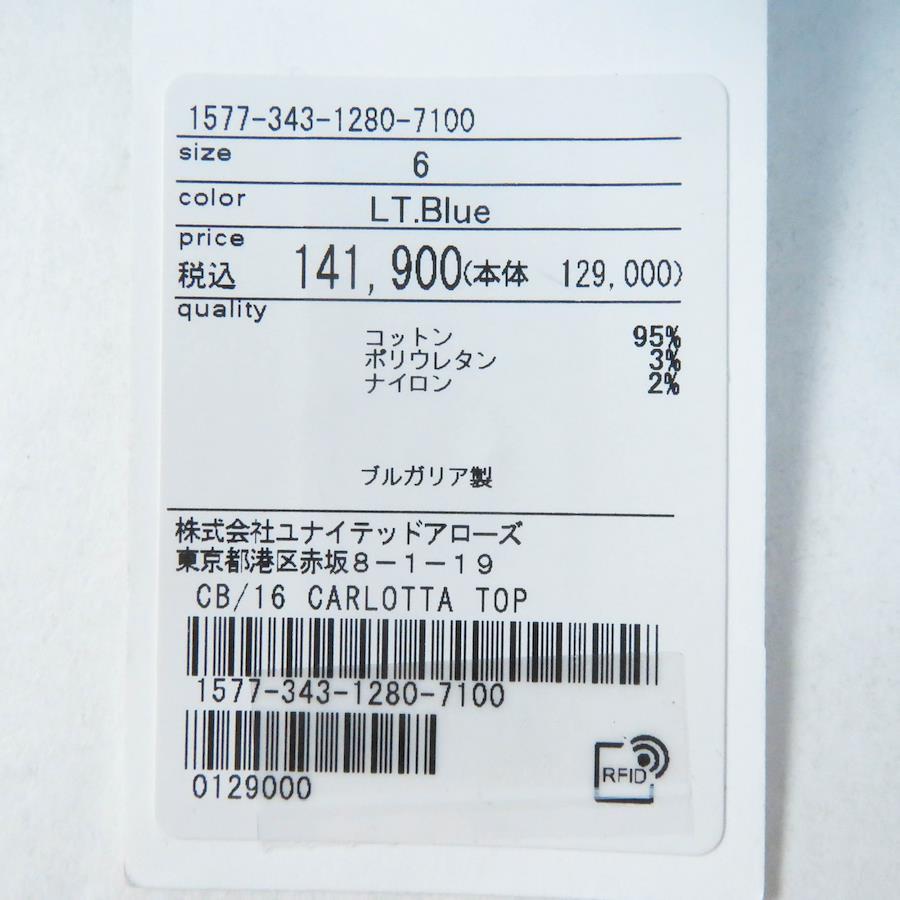 1577-343-1280-7100
size 6
color LT.Blue
price
税込 141,900(本体 129,000)
quality
コットン 95%
ポリウレタン 3%
ナイロン 2%
ブルガリア製
株式会社ユナイテッドアローズ
東京都港区赤坂8-1-19
CB/16 CARLOTTA TOP
1577-343-1280-7100
0129000
RFID